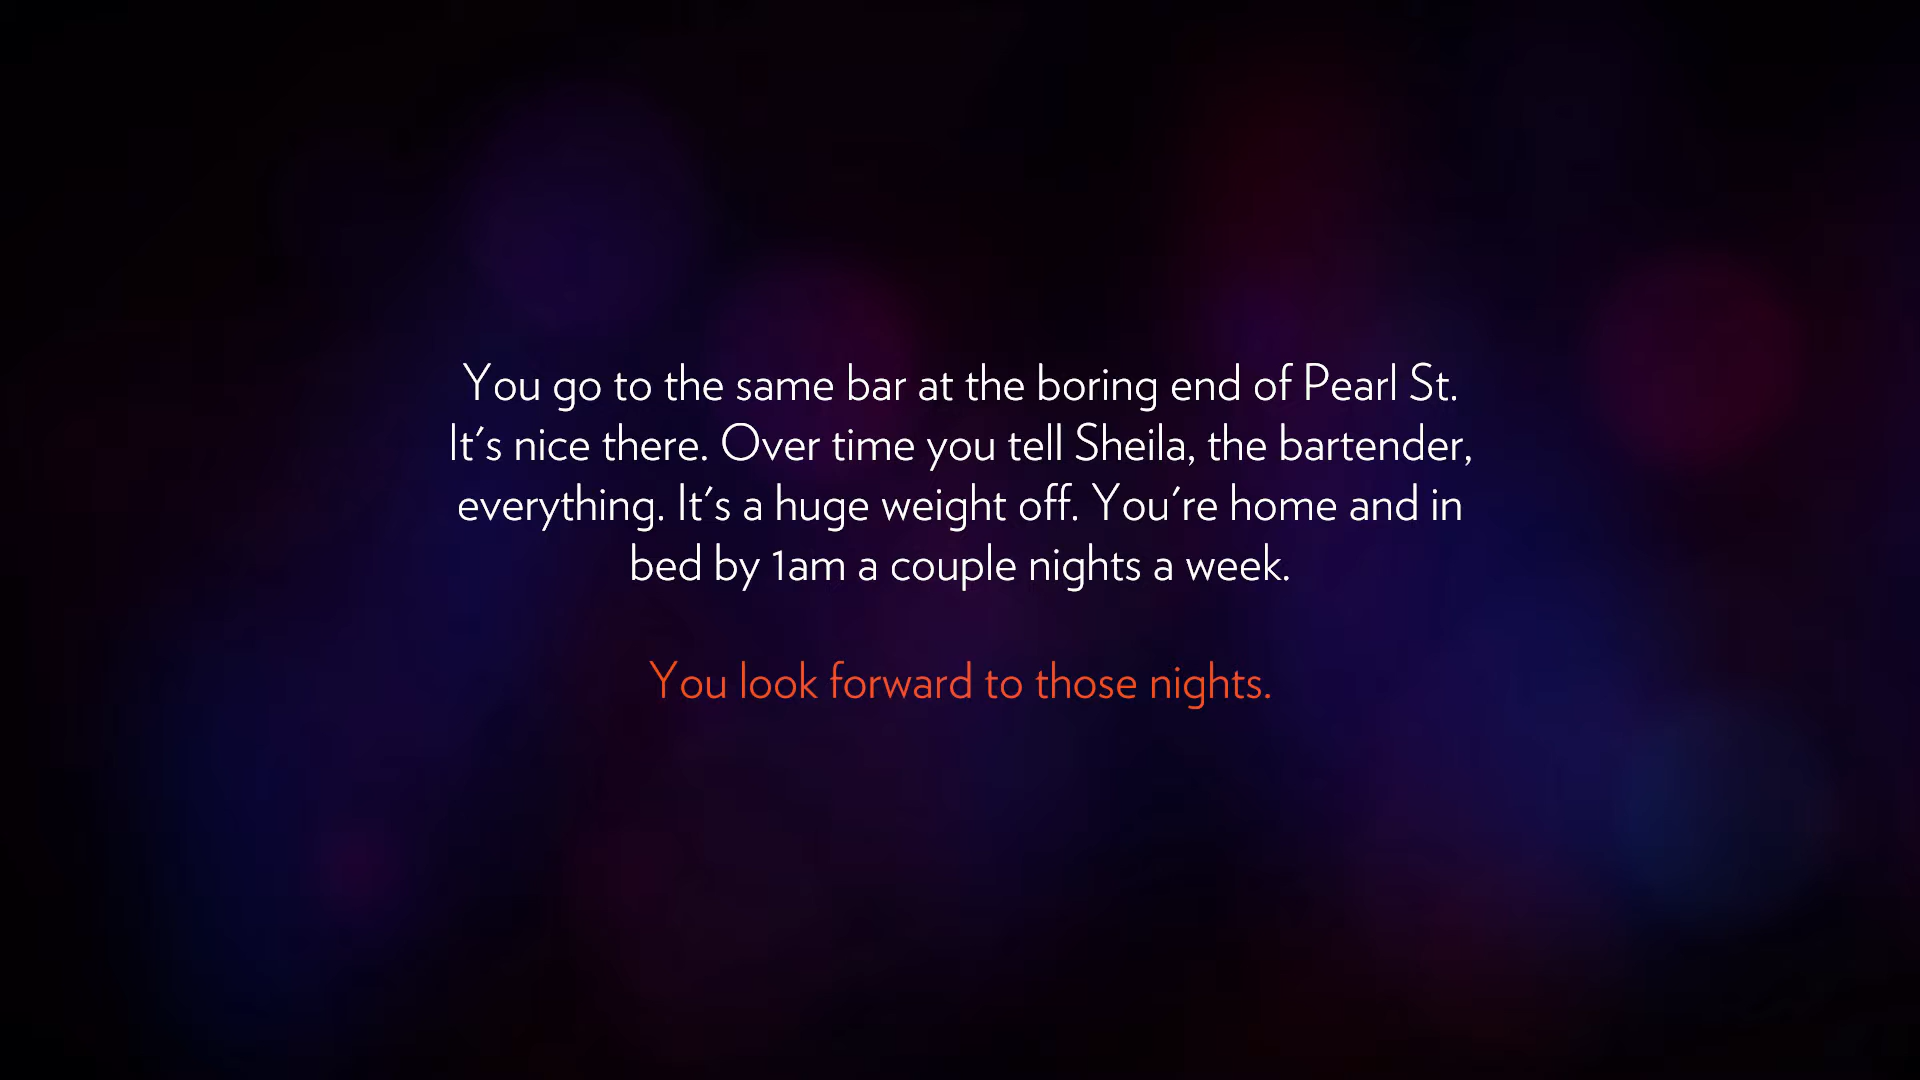 You go to the same bar at the boring end of Pearl St.
It's nice there. Over time you tell Sheila, the bartender,
everything. It's a huge weight off. You're home and in
bed by 1am a couple nights a week.
You look forward to those nights.